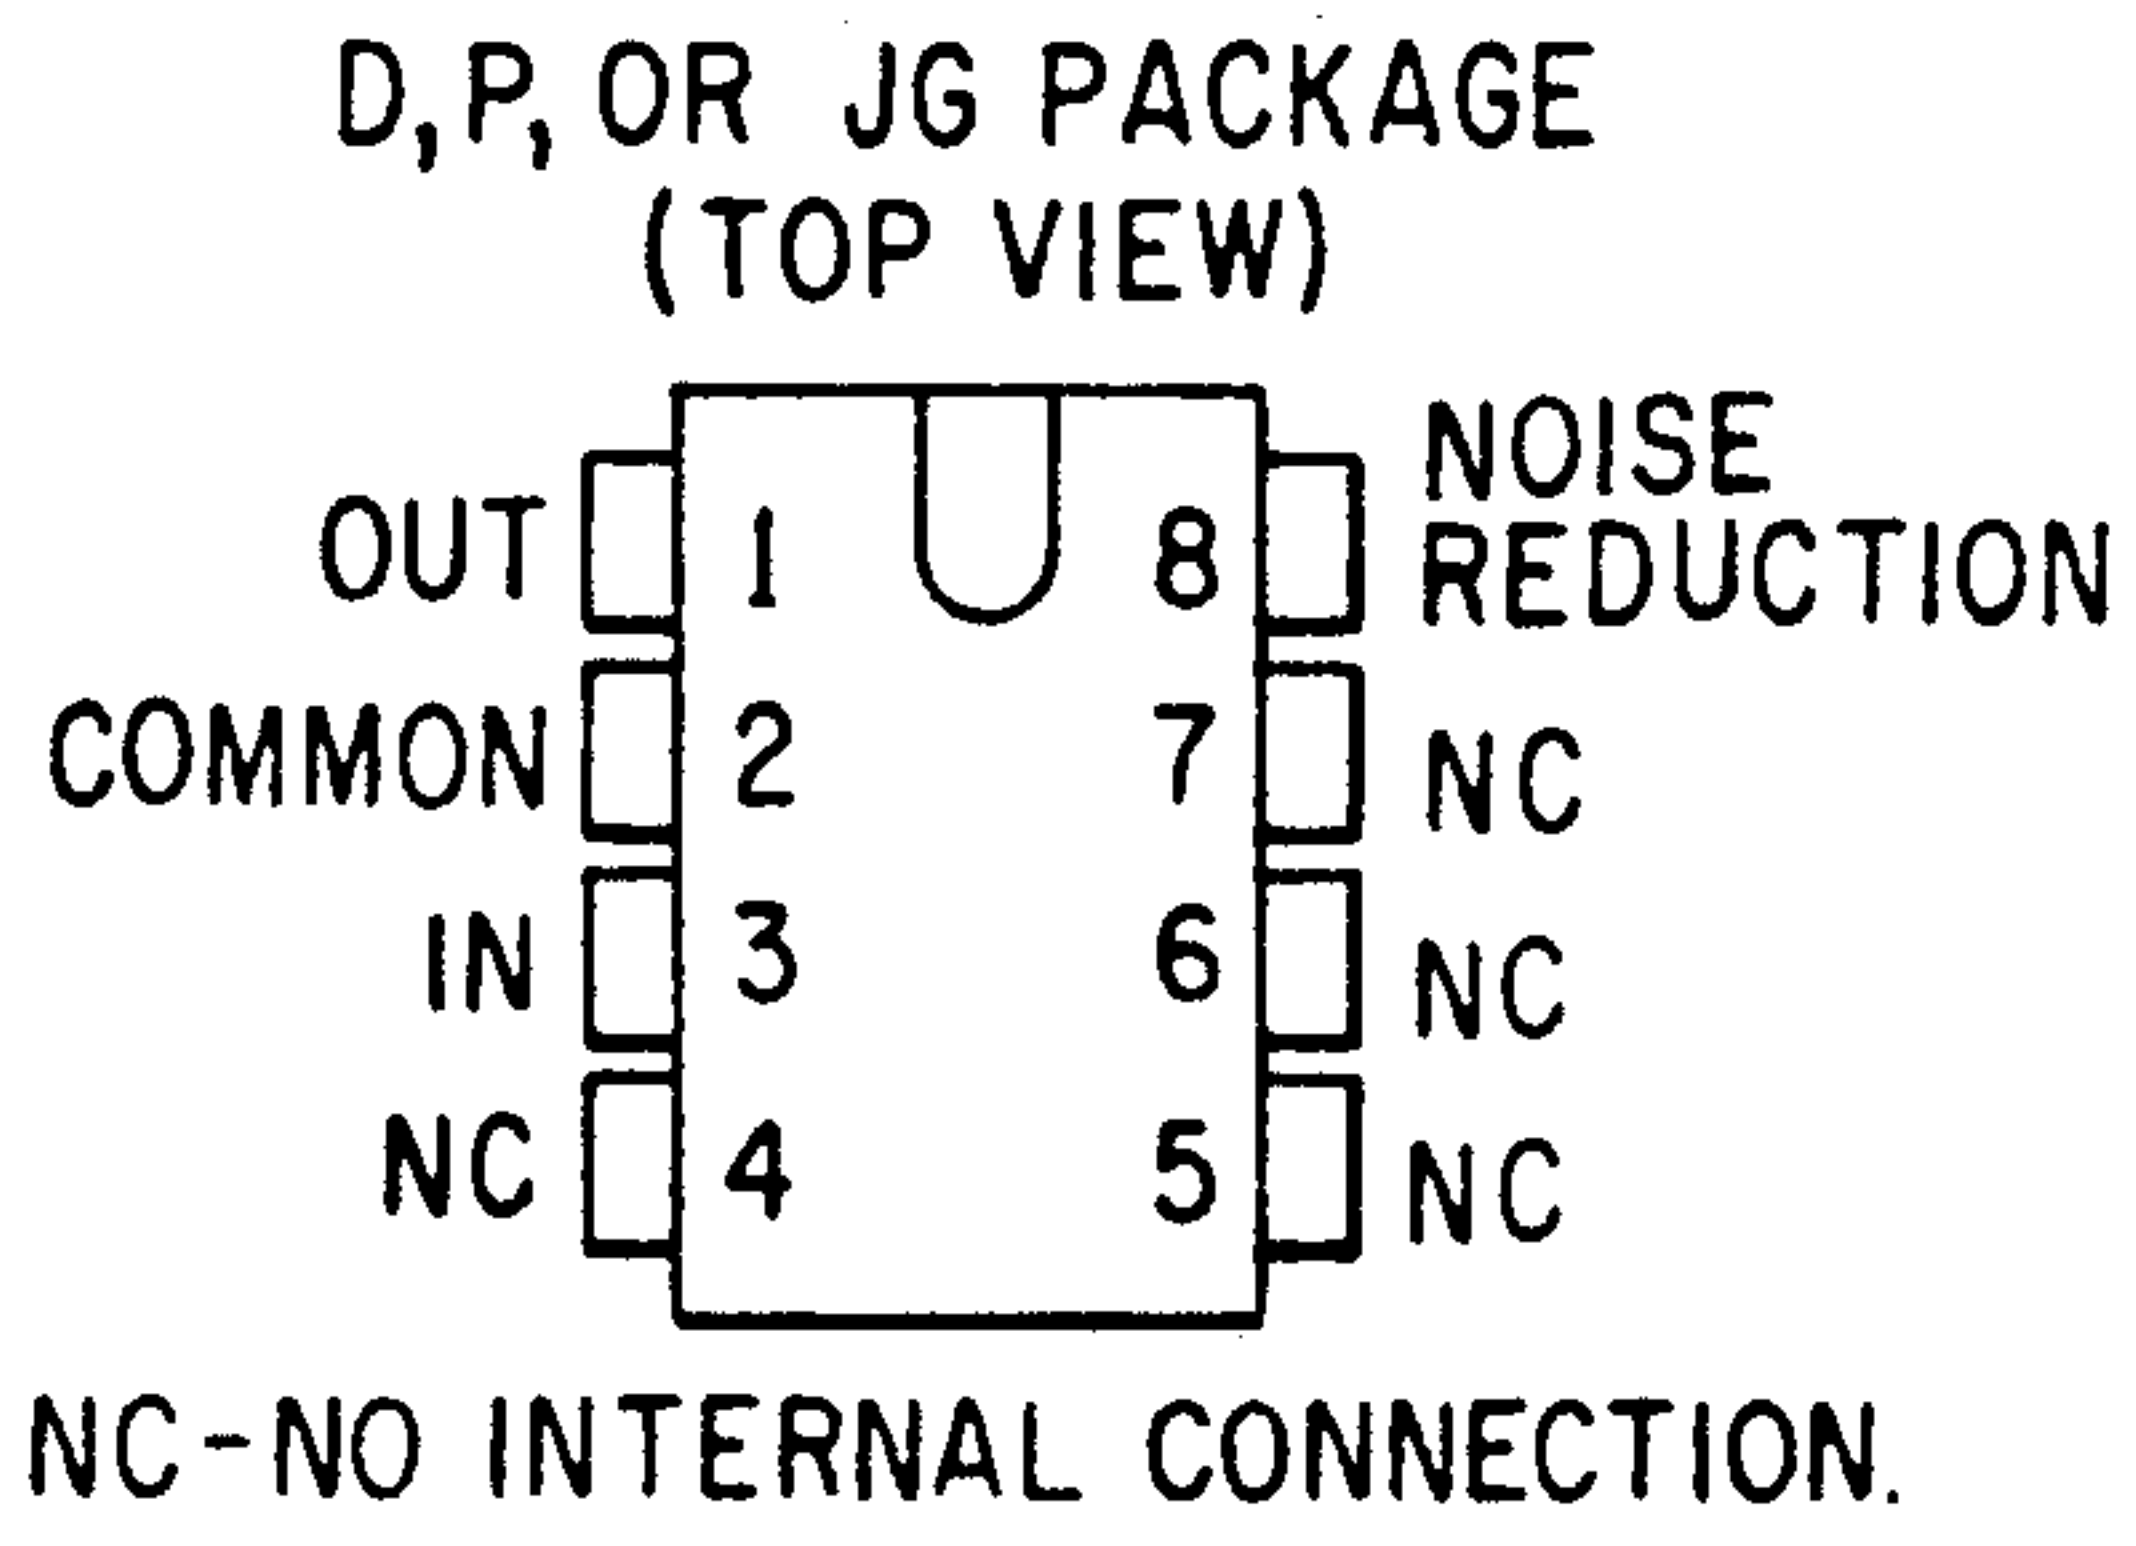 D,P, OR JG PACKAGE
(TOP VIEW)
OUT 1 8 NOISE
REDUCTION
COMMON 2 7 NC
IN 3 6 NC
NC 4 5 NC
NC-NO INTERNAL CONNECTION.